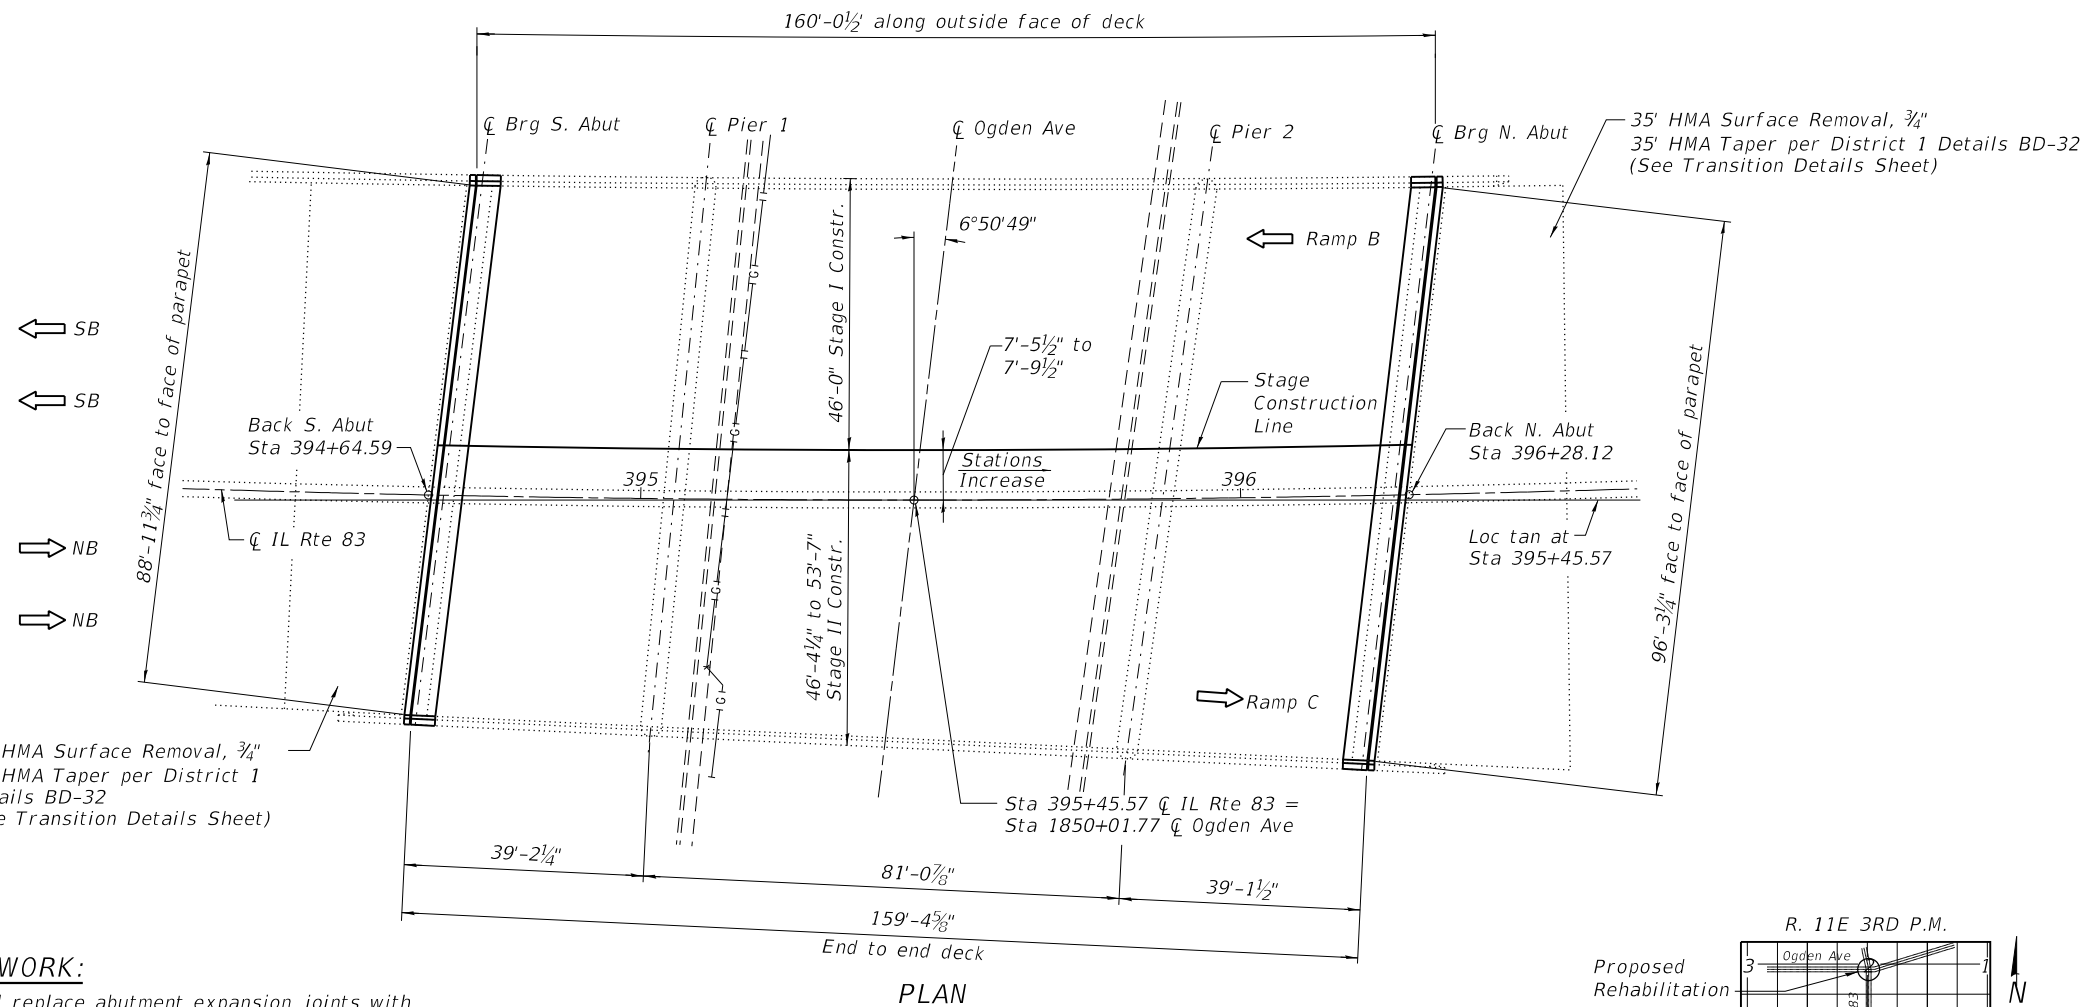 160'-0½' along outside face of deck
℄ Brg S. Abut
℄ Pier 1
℄ Ogden Ave
℄ Pier 2
℄ Brg N. Abut
35' HMA Surface Removal, ¾"
35' HMA Taper per District 1 Details BD-32
(See Transition Details Sheet)
6°50'49"
Ramp B
46'-0" Stage I Constr.
88'-11¾" face to face of parapet
96'-3¼" face to face of parapet
SB
SB
NB
NB
7'-5½" to
7'-9½"
Stage
Construction
Line
Back S. Abut
Sta 394+64.59
Back N. Abut
Sta 396+28.12
395
Stations
Increase
396
℄ IL Rte 83
Loc tan at
Sta 395+45.57
46'-4¼" to 53'-7"
Stage II Constr.
G
G
G
G
Ramp C
HMA Surface Removal, ¾"
HMA Taper per District 1
ails BD-32
e Transition Details Sheet)
Sta 395+45.57 ℄ IL Rte 83 =
Sta 1850+01.77 ℄ Ogden Ave
39'-2¼"
81'-0⅞"
39'-1½"
159'-4⅝"
End to end deck
PLAN
WORK:
replace abutment expansion joints with
R. 11E 3RD P.M.
Ogden Ave
3
1
83
Proposed
Rehabilitation
N